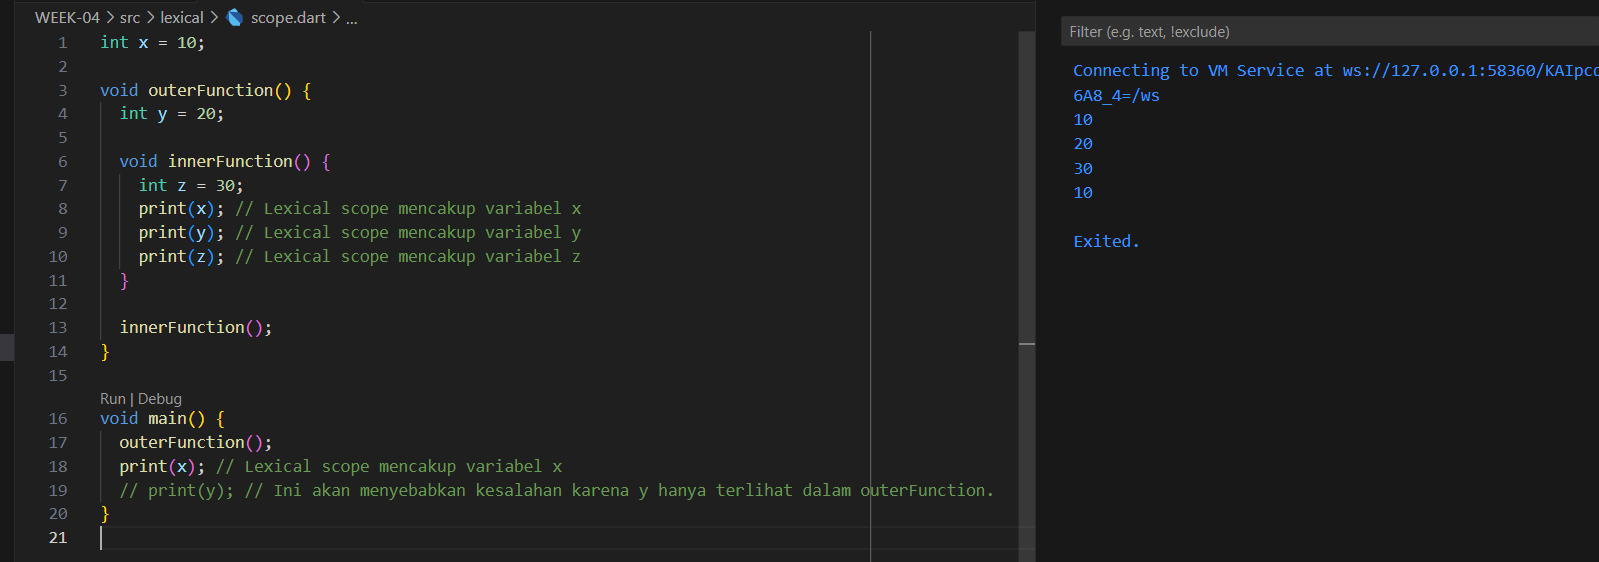 WEEK-04 > src > lexical > scope.dart > ...
1 int x = 10;
2
3 void outerFunction() {
4 int y = 20;
5
6 void innerFunction() {
7 int z = 30;
8 print(x); // Lexical scope mencakup variabel x
9 print(y); // Lexical scope mencakup variabel y
10 print(z); // Lexical scope mencakup variabel z
11 }
12
13 innerFunction();
14 }
15
Run | Debug
16 void main() {
17 outerFunction();
18 print(x); // Lexical scope mencakup variabel x
19 // print(y); // Ini akan menyebabkan kesalahan karena y hanya terlihat dalam outerFunction.
20 }
21
Filter (e.g. text, !exclude)
Connecting to VM Service at ws://127.0.0.1:58360/KAIpc
6A8_4=/ws
10
20
30
10
Exited.